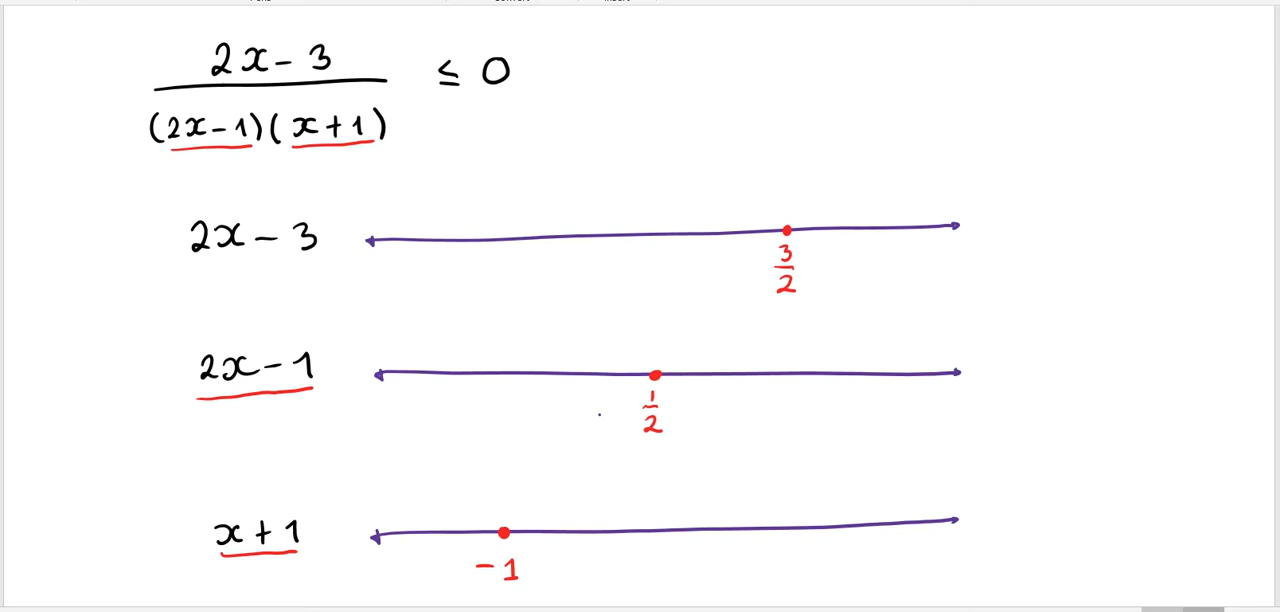 2x - 3
(2x - 1)(x + 1)
≤ 0
2x - 3
3
2
2x - 1
1
2
x + 1
-1